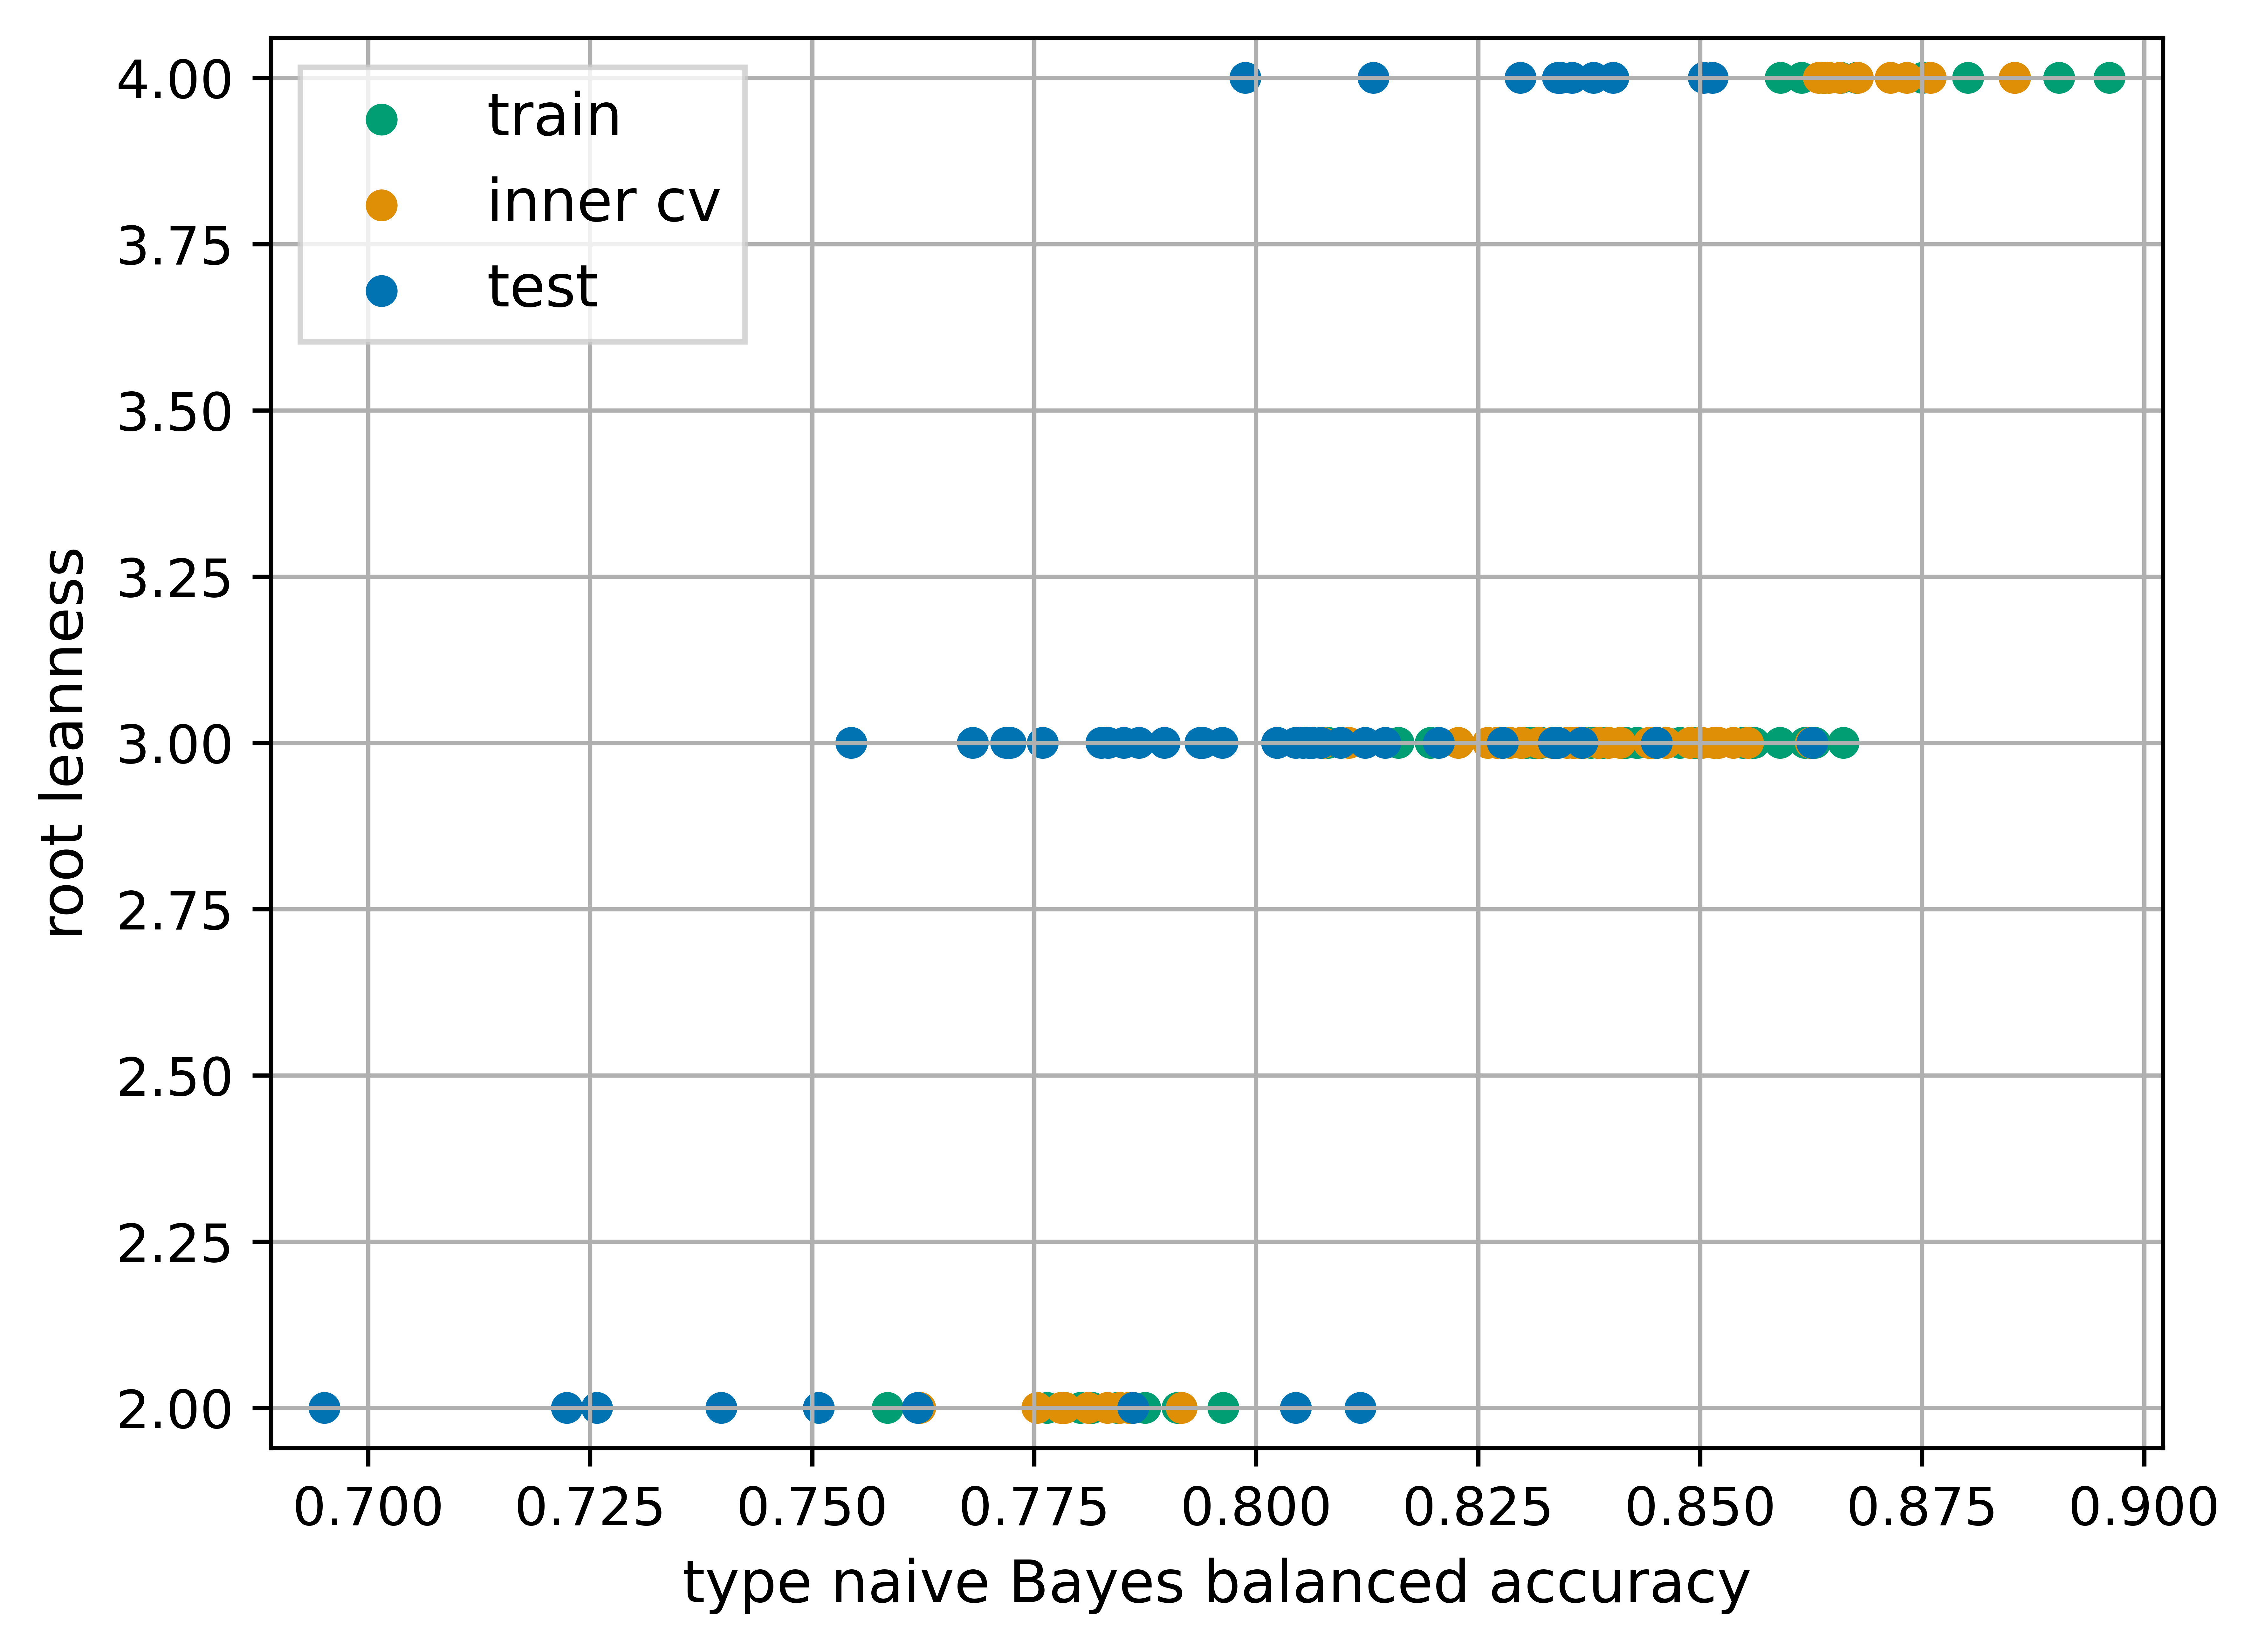 4.00
3.75
3.50
3.25
3.00
2.75
2.50
2.25
2.00
root leanness
train
inner cv
test
0.700 0.725 0.750 0.775 0.800 0.825 0.850 0.875 0.900
type naive Bayes balanced accuracy